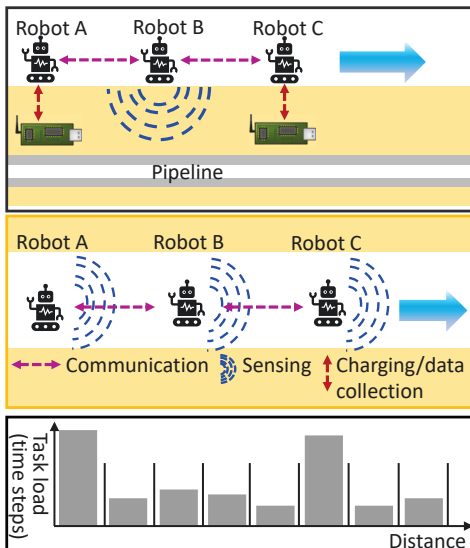 Robot A Robot B Robot C
Pipeline
Robot A Robot B Robot C
Communication Sensing Charging/data
collection
Task load
(time steps)
Distance